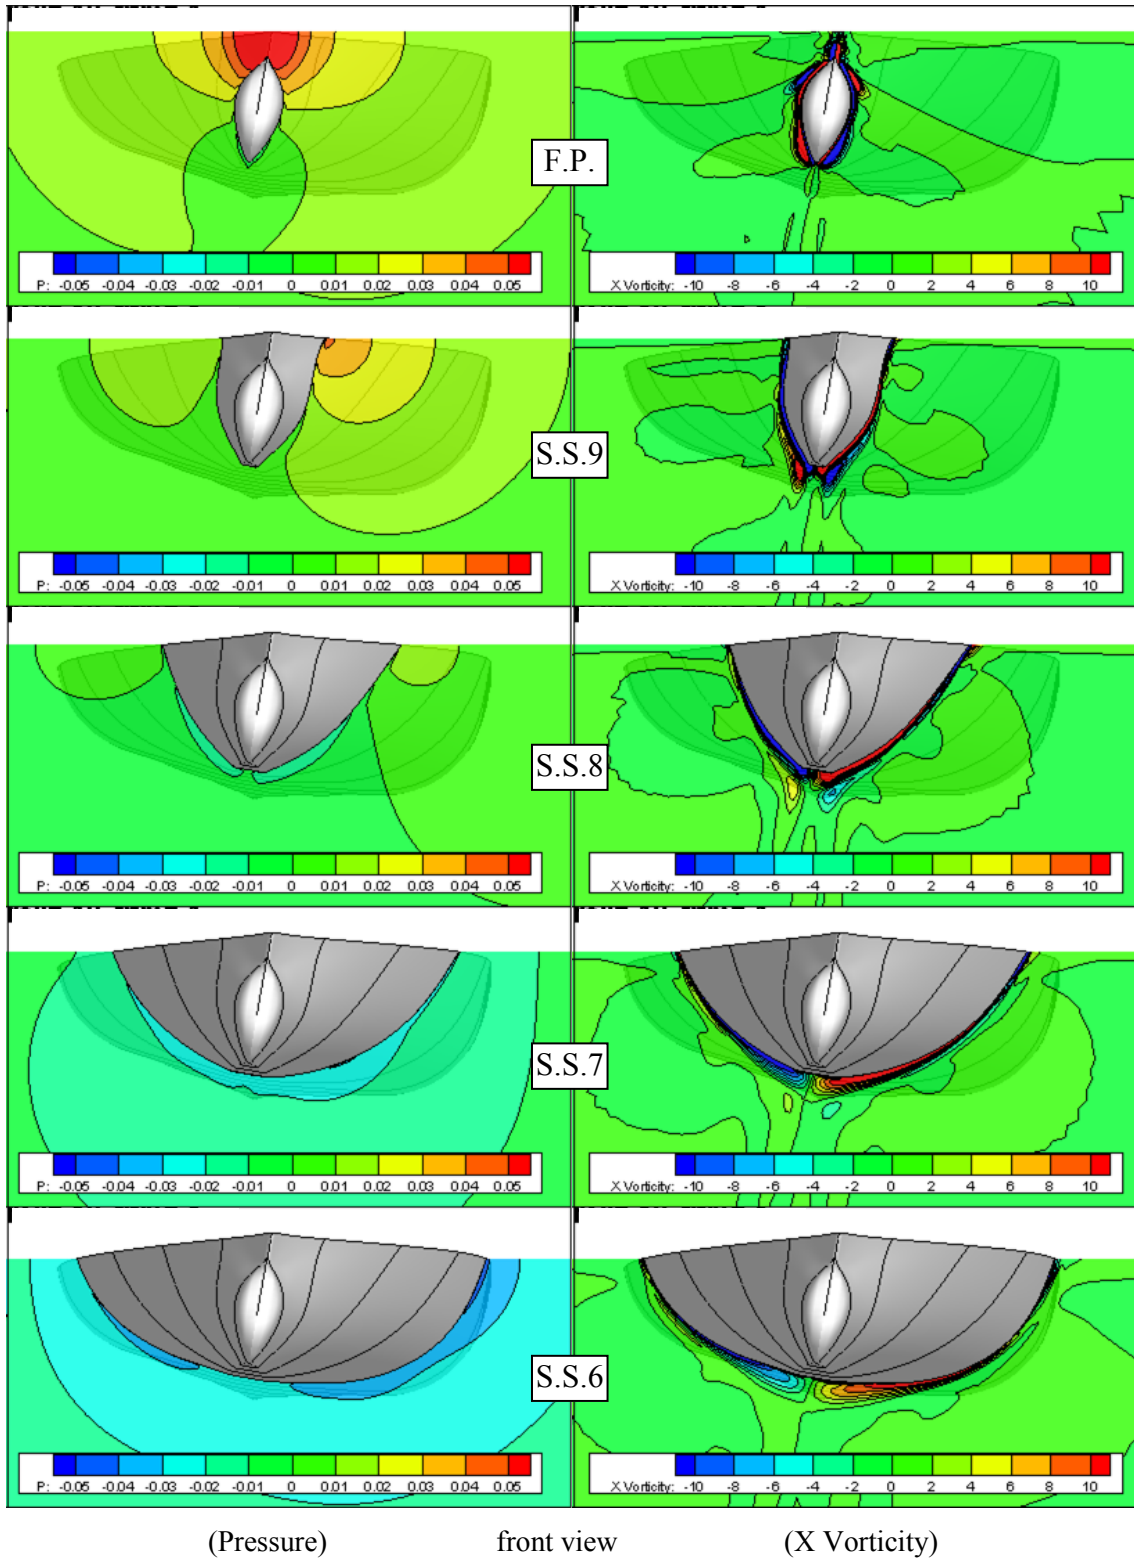 F.P.
P: -0.05 -0.04 -0.03 -0.02 -0.01 0 0.01 0.02 0.03 0.04 0.05
X Vorticity: -10 -8 -6 -4 -2 0 2 4 6 8 10
S.S.9
P: -0.05 -0.04 -0.03 -0.02 -0.01 0 0.01 0.02 0.03 0.04 0.05
X Vorticity: -10 -8 -6 -4 -2 0 2 4 6 8 10
S.S.8
P: -0.05 -0.04 -0.03 -0.02 -0.01 0 0.01 0.02 0.03 0.04 0.05
X Vorticity: -10 -8 -6 -4 -2 0 2 4 6 8 10
S.S.7
P: -0.05 -0.04 -0.03 -0.02 -0.01 0 0.01 0.02 0.03 0.04 0.05
X Vorticity: -10 -8 -6 -4 -2 0 2 4 6 8 10
S.S.6
P: -0.05 -0.04 -0.03 -0.02 -0.01 0 0.01 0.02 0.03 0.04 0.05
X Vorticity: -10 -8 -6 -4 -2 0 2 4 6 8 10
(Pressure) front view (X Vorticity)